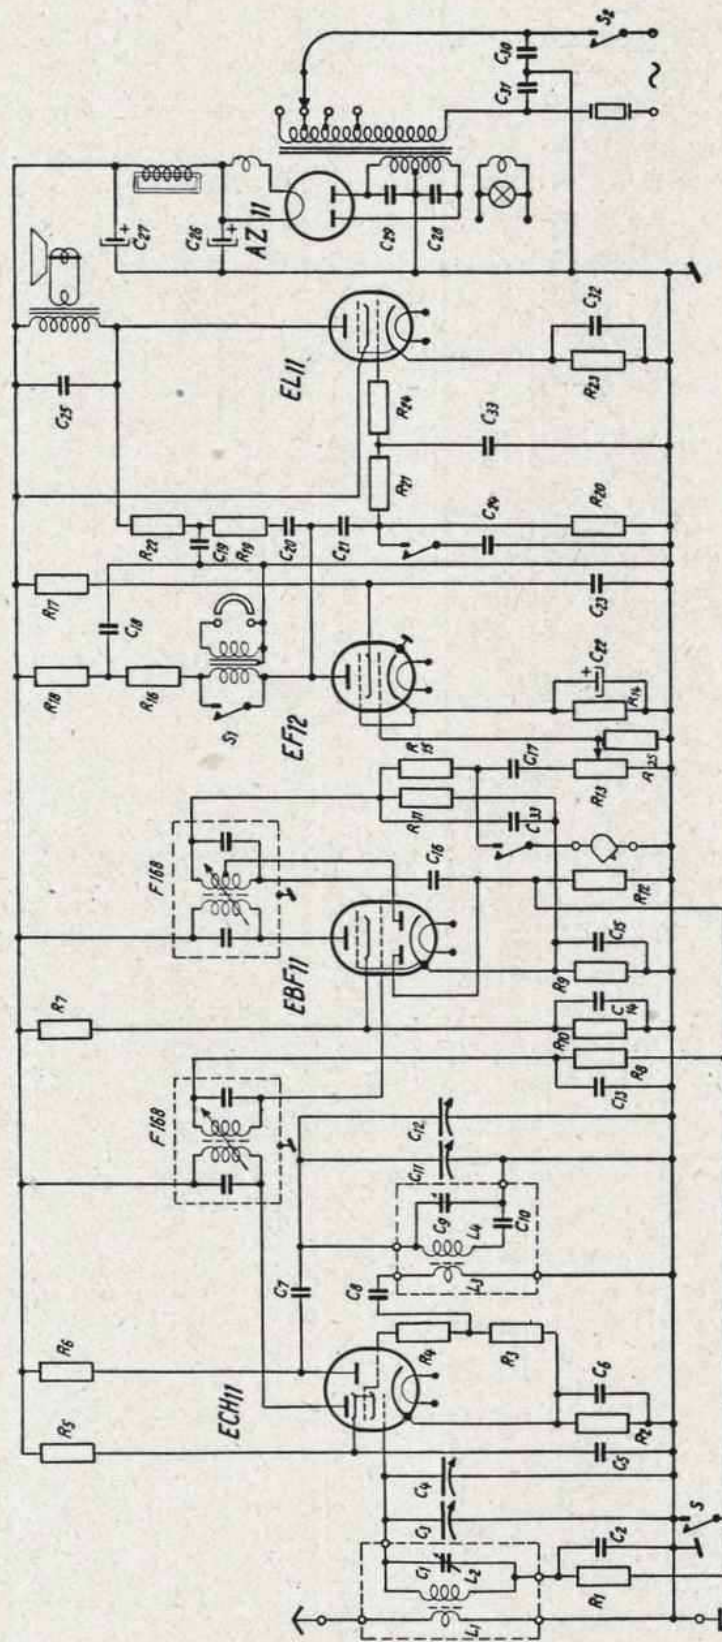 L1
L2
C1
R1
C2
C3
C4
S
R5
C5
ECH11
R6
R2
C6
R3
R4
C7
C8
L3
L4
C9
C10
C11
C12
F168
C13
R8
R7
R10
C14
EBF11
R9
C15
F168
R12
C16
C33
R11
R15
C17
R13
R25
EF12
R14
C22
S1
R18
R16
C18
R17
C23
R22
C19
R19
C20
C21
R20
C24
R21
C33
R24
EL11
R23
C32
C25
C27
C26
+
+
+
AZ11
C29
C28
C31
C30
S2
~